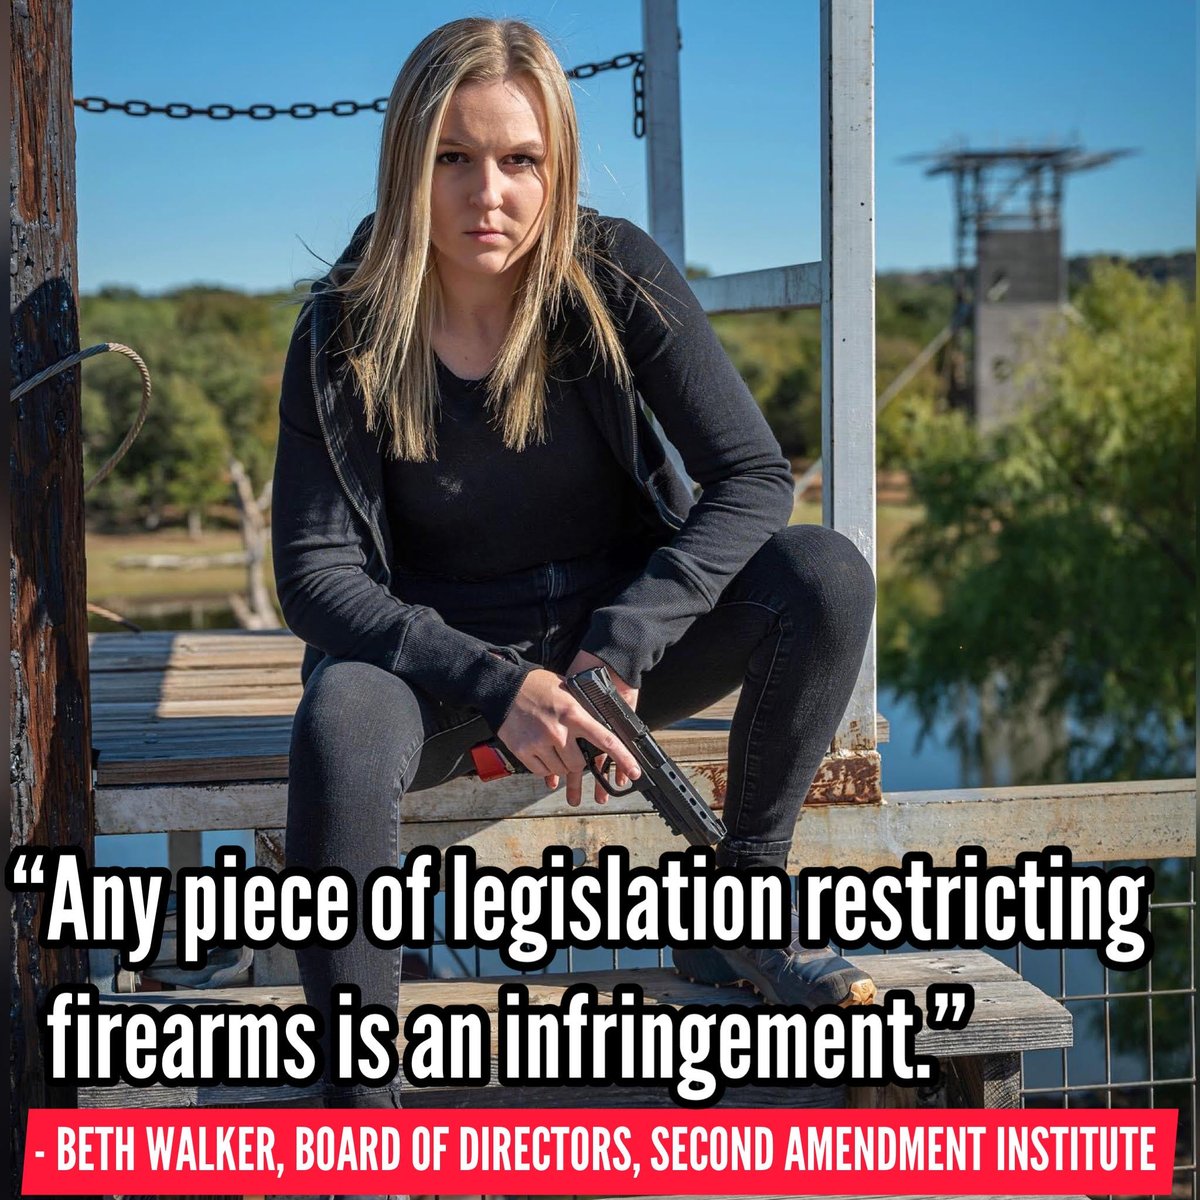 “Any piece of legislation restricting
firearms is an infringement.”
- BETH WALKER, BOARD OF DIRECTORS, SECOND AMENDMENT INSTITUTE